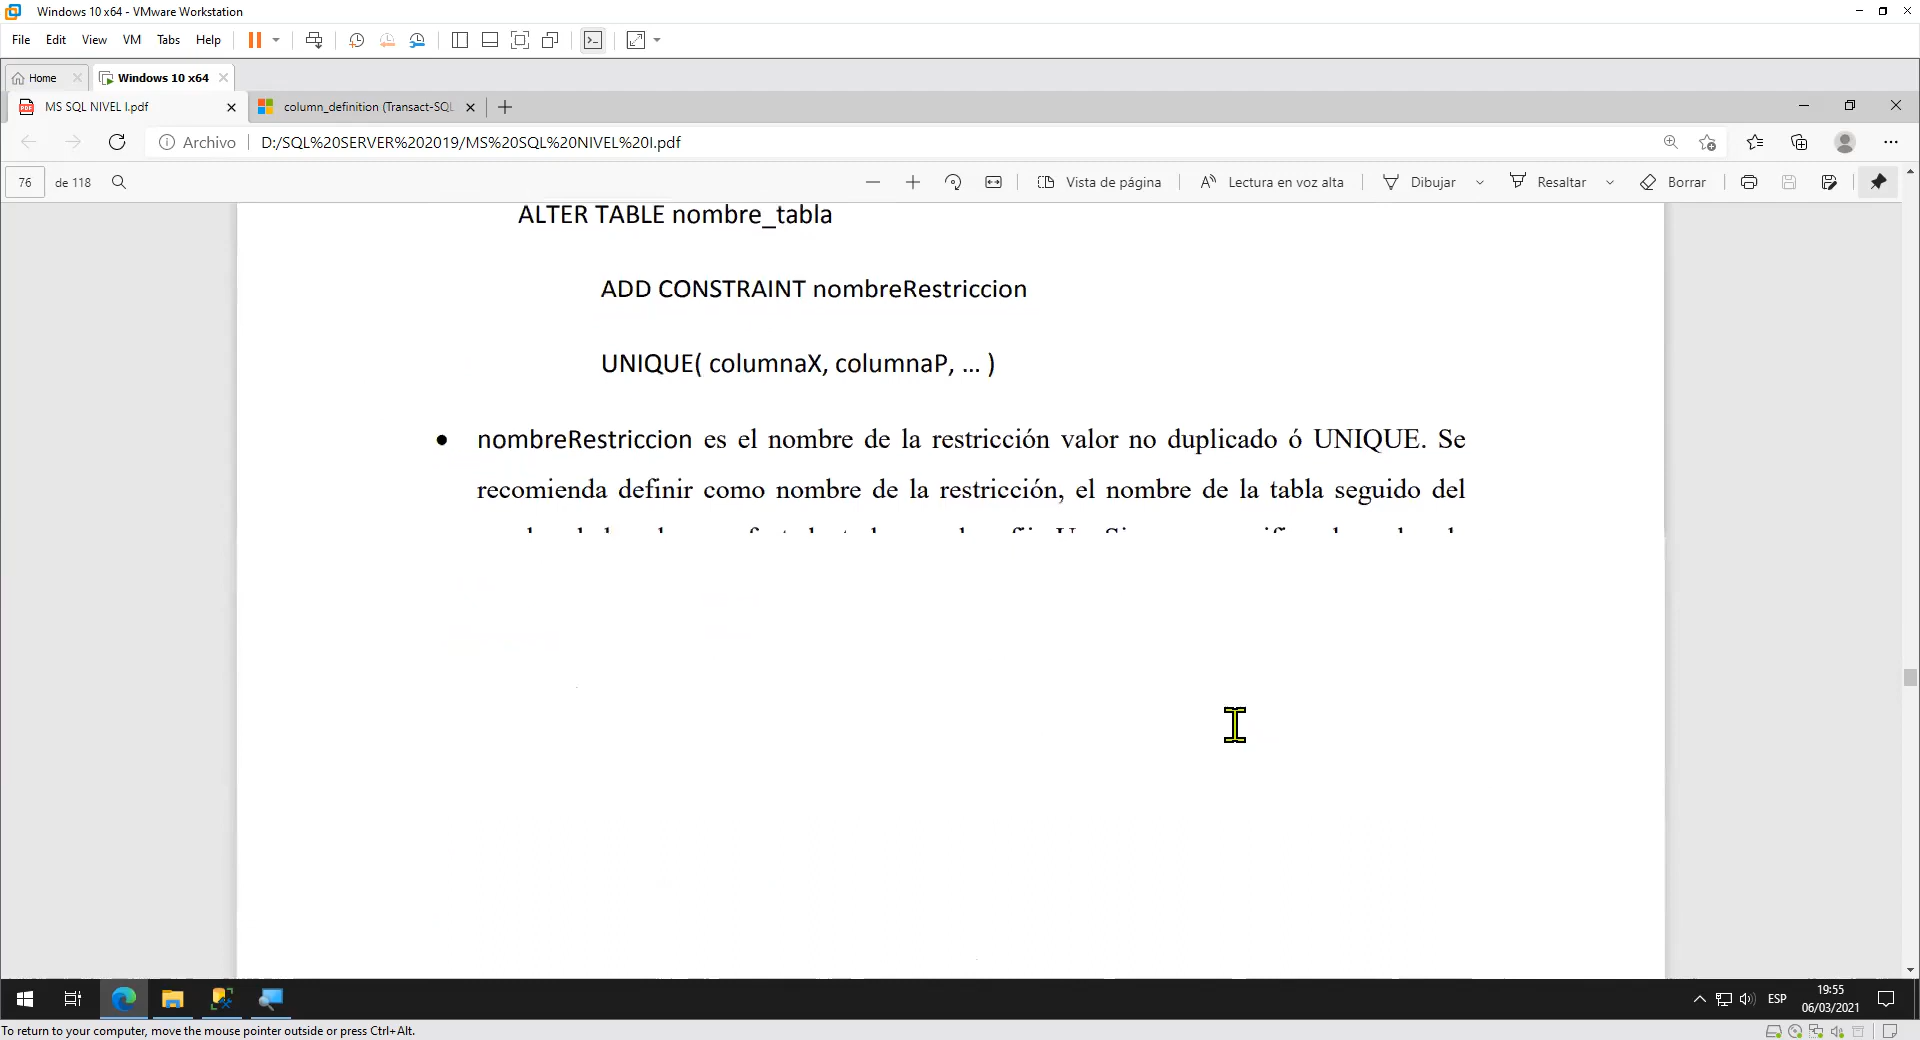 Windows 10 x64 - VMware Workstation
File Edit View VM Tabs Help
Home Windows 10 x64
MS SQL NIVEL I.pdf column_definition (Transact-SQL
Archivo D:/SQL%20SERVER%202019/MS%20SQL%20NIVEL%20I.pdf
76 de 118 Vista de página Lectura en voz alta Dibujar Resaltar Borrar
ALTER TABLE nombre_tabla
ADD CONSTRAINT nombreRestriccion
UNIQUE( columnaX, columnaP, ... )
• nombreRestriccion es el nombre de la restricción valor no duplicado ó UNIQUE. Se
recomienda definir como nombre de la restricción, el nombre de la tabla seguido del
ESP
19:55
06/03/2021
To return to your computer, move the mouse pointer outside or press Ctrl+Alt.